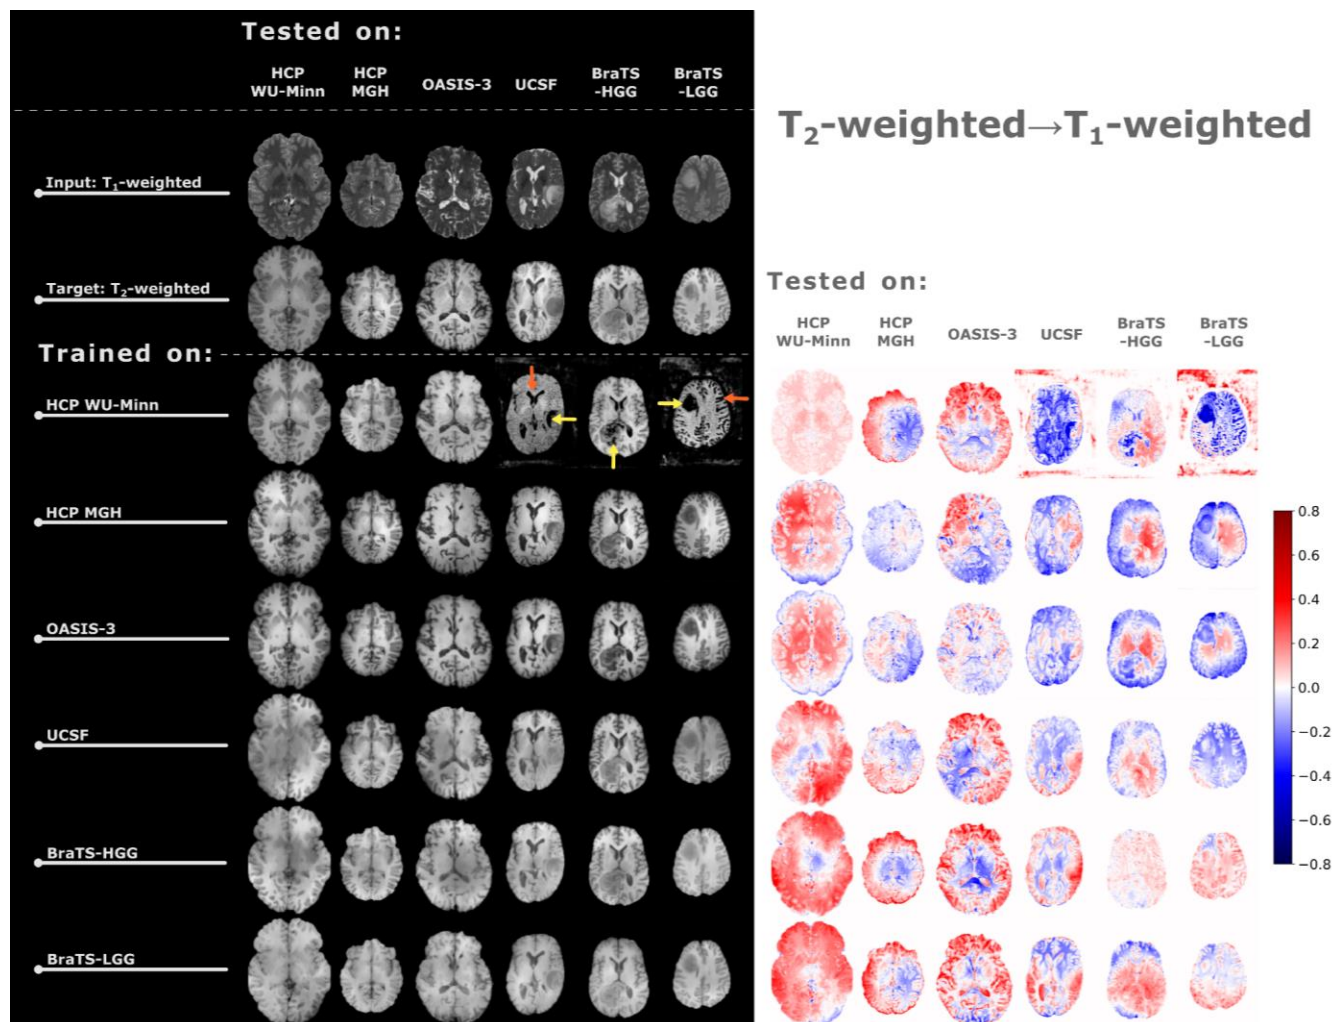 Tested on:
HCP WU-Minn
HCP MGH
OASIS-3
UCSF
BraTS -HGG
BraTS -LGG
Input: T₁-weighted
Target: T₂-weighted
Trained on:
HCP WU-Minn
HCP MGH
OASIS-3
UCSF
BraTS-HGG
BraTS-LGG
T₂-weighted→T₁-weighted
Tested on:
HCP WU-Minn
HCP MGH
OASIS-3
UCSF
BraTS -HGG
BraTS -LGG
0.8
0.6
0.4
0.2
0.0
−0.2
−0.4
−0.6
−0.8